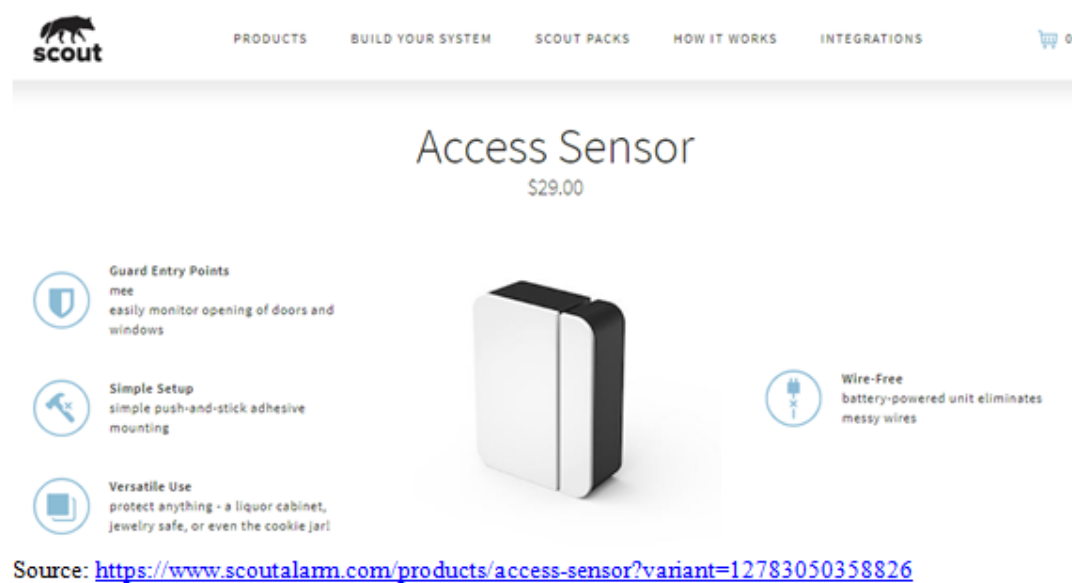 scout
PRODUCTS BUILD YOUR SYSTEM SCOUT PACKS HOW IT WORKS INTEGRATIONS 0
Access Sensor
$29.00
Guard Entry Points
mee
easily monitor opening of doors and
windows
Simple Setup
simple push-and-stick adhesive
mounting
Versatile Use
protect anything - a liquor cabinet,
jewelry safe, or even the cookie jar!
Wire-Free
battery-powered unit eliminates
messy wires
Source: https://www.scoutalarm.com/products/access-sensor?variant=12783050358826